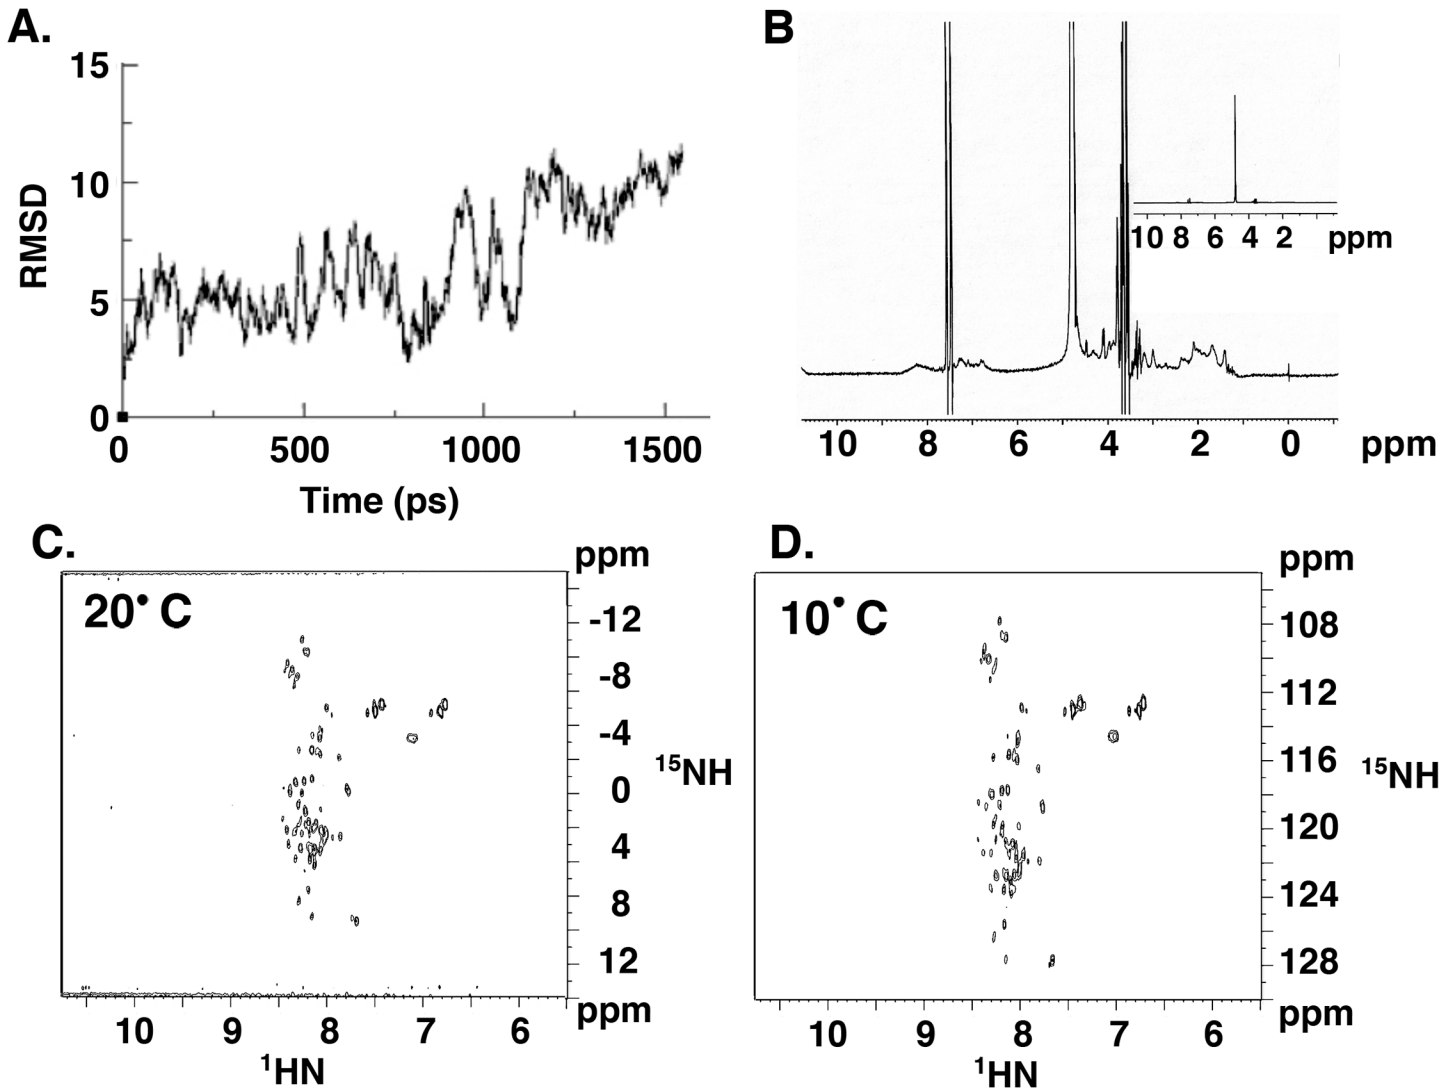 A.
15
10
5
0
RMSD
0 500 1000 1500
Time (ps)
B
10 8 6 4 2 ppm
10 8 6 4 2 0 ppm
C.
ppm
20° C
-12
-8
-4
0
4
8
12
ppm
15NH
10 9 8 7 6
1HN
D.
ppm
10° C
108
112
116
120
124
128
ppm
15NH
10 9 8 7 6
1HN